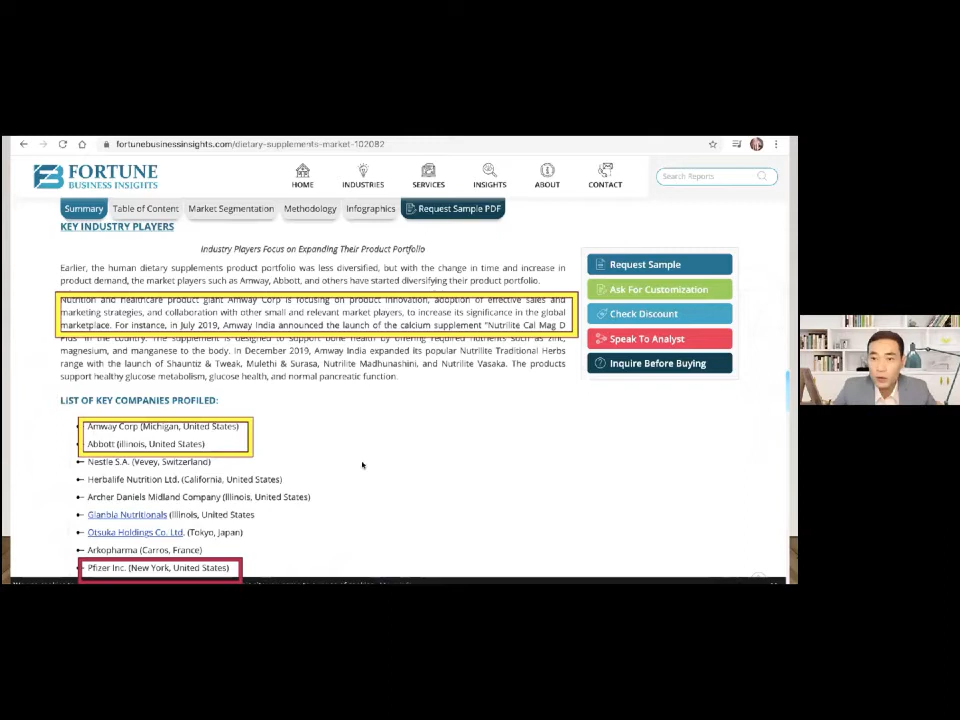 fortunebusinessinsights.com/dietary-supplements-market-102082
FORTUNE
BUSINESS INSIGHTS
HOME
INDUSTRIES
SERVICES
INSIGHTS
ABOUT
CONTACT
Search Reports
Summary
Table of Content
Market Segmentation
Methodology
Infographics
Request Sample PDF
KEY INDUSTRY PLAYERS
Industry Players Focus on Expanding Their Product Portfolio
Earlier, the human dietary supplements product portfolio was less diversified, but with the change in time and increase in
product demand, the market players such as Amway, Abbott, and others have started diversifying their product portfolio.
Nutrition and healthcare product giant Amway Corp is focusing on product innovation, adoption of effective sales and
marketing strategies, and collaboration with other small and relevant market players, to increase its significance in the global
marketplace. For instance, in July 2019, Amway India announced the launch of the calcium supplement "Nutrilite Cal Mag D
Plus" in the country. The supplement is designed to support bone health by offering required nutrients such as zinc,
magnesium, and manganese to the body. In December 2019, Amway India expanded its popular Nutrilite Traditional Herbs
range with the launch of Shauntiz & Tweak, Mulethi & Surasa, Nutrilite Madhunashini, and Nutrilite Vasaka. The products
support healthy glucose metabolism, glucose health, and normal pancreatic function.
LIST OF KEY COMPANIES PROFILED:
Amway Corp (Michigan, United States)
Abbott (Illinois, United States)
Nestle S.A. (Vevey, Switzerland)
Herbalife Nutrition Ltd. (California, United States)
Archer Daniels Midland Company (Illinois, United States)
Glanbia Nutritionals (Illinois, United States
Otsuka Holdings Co. Ltd. (Tokyo, Japan)
Arkopharma (Carros, France)
Pfizer Inc. (New York, United States)
Request Sample
Ask For Customization
Check Discount
Speak To Analyst
Inquire Before Buying